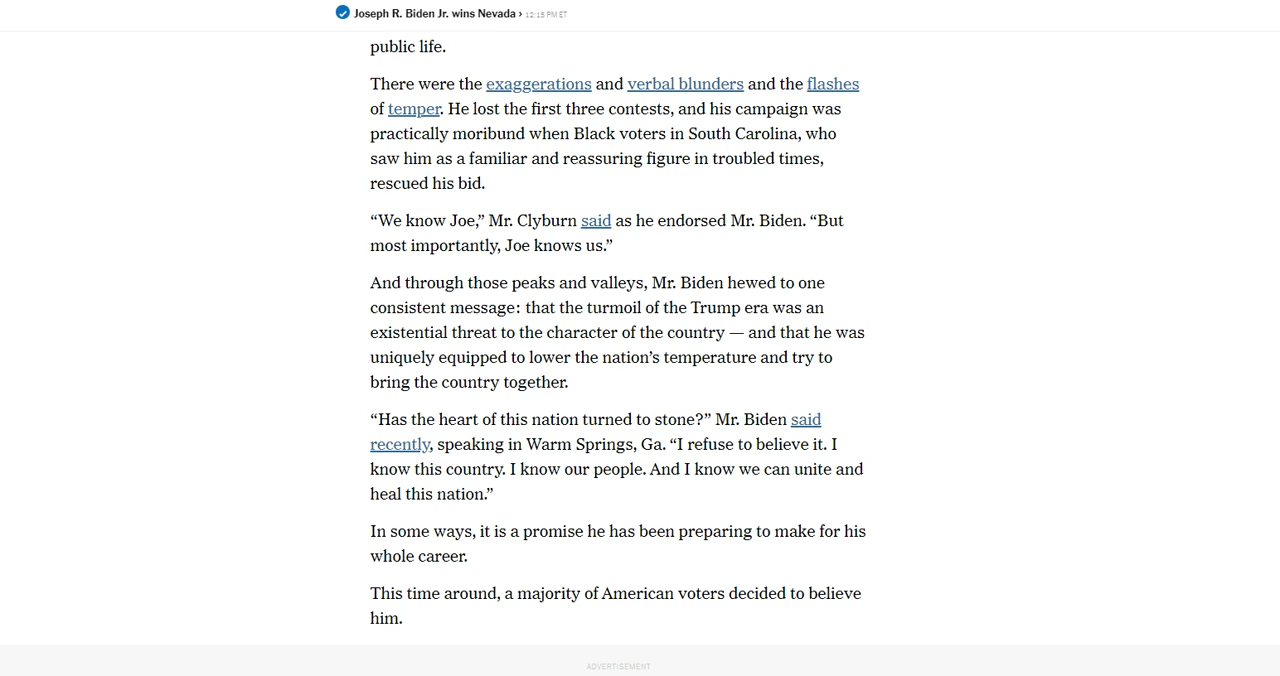 Joseph R. Biden Jr. wins Nevada › 12:15 PM ET
public life.
There were the exaggerations and verbal blunders and the flashes
of temper. He lost the first three contests, and his campaign was
practically moribund when Black voters in South Carolina, who
saw him as a familiar and reassuring figure in troubled times,
rescued his bid.
“We know Joe,” Mr. Clyburn said as he endorsed Mr. Biden. “But
most importantly, Joe knows us.”
And through those peaks and valleys, Mr. Biden hewed to one
consistent message: that the turmoil of the Trump era was an
existential threat to the character of the country — and that he was
uniquely equipped to lower the nation’s temperature and try to
bring the country together.
“Has the heart of this nation turned to stone?” Mr. Biden said
recently, speaking in Warm Springs, Ga. “I refuse to believe it. I
know this country. I know our people. And I know we can unite and
heal this nation.”
In some ways, it is a promise he has been preparing to make for his
whole career.
This time around, a majority of American voters decided to believe
him.
ADVERTISEMENT